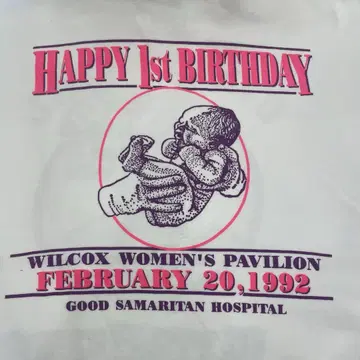 HAPPY 1st BIRTHDAY
WILCOX WOMEN'S PAVILION
FEBRUARY 20, 1992
GOOD SAMARITAN HOSPITAL